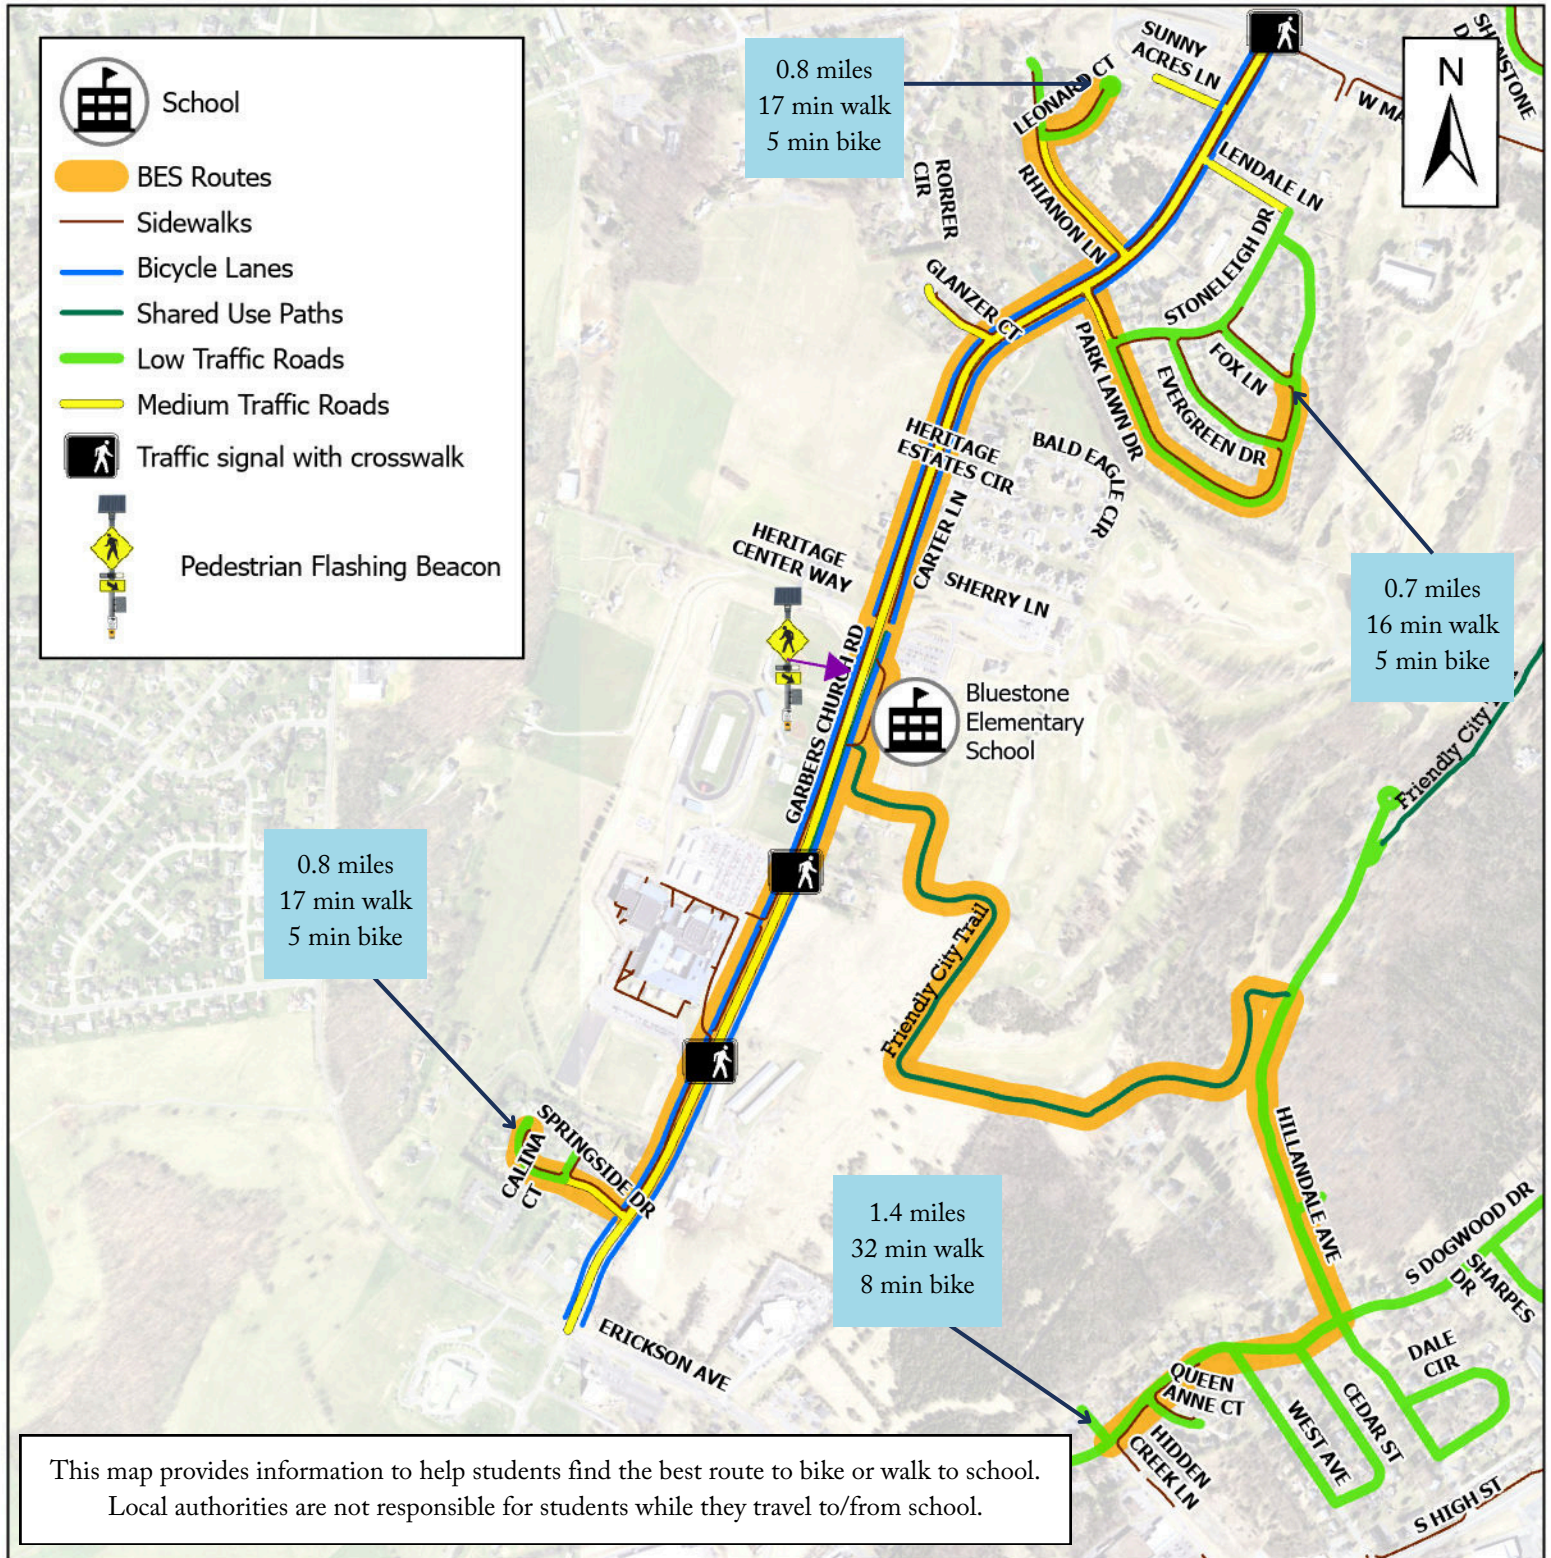 School
BES Routes
Sidewalks
Bicycle Lanes
Shared Use Paths
Low Traffic Roads
Medium Traffic Roads
Traffic signal with crosswalk
Pedestrian Flashing Beacon
0.8 miles
17 min walk
5 min bike
SUNNY
ACRES LN
LEONARD CT
N
W
RORRER
CIR
RHIANON LN
LENDALE LN
STONELEIGH DR
GLANZER CT
PARK LAWN DR
FOX LN
EVERGREEN DR
HERITAGE
ESTATES CIR
BALD EAGLE CIR
CARTER LN
HERITAGE
CENTER WAY
SHERRY LN
0.7 miles
16 min walk
5 min bike
GARBERS CHURCH RD
Bluestone
Elementary
School
Friendly City
0.8 miles
17 min walk
5 min bike
Friendly City Trail
SPRINGSIDE DR
CALINA
CT
HILLANDALE AVE
1.4 miles
32 min walk
8 min bike
S DOGWOOD DR
SHARPES
DR
ERICKSON AVE
DALE
CIR
QUEEN
ANNE CT
CEDAR ST
WEST AVE
HIDDEN
CREEK LN
S HIGH ST
This map provides information to help students find the best route to bike or walk to school.
Local authorities are not responsible for students while they travel to/from school.